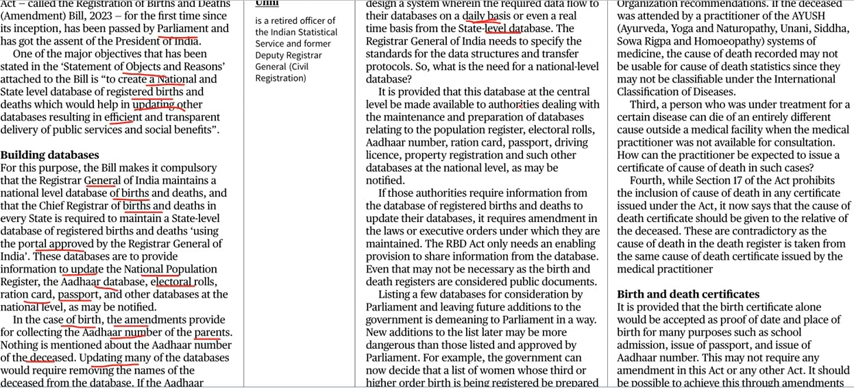 Act – called the Registration of Births and Deaths
(Amendment) Bill, 2023 – for the first time since
its inception, has been passed by Parliament and
has got the assent of the President of India.
One of the major objectives that has been
stated in the 'Statement of Objects and Reasons'
attached to the Bill is "to create a National and
State level database of registered births and
deaths which would help in updating other
databases resulting in efficient and transparent
delivery of public services and social benefits".
Building databases
For this purpose, the Bill makes it compulsory
that the Registrar General of India maintains a
national level database of births and deaths, and
that the Chief Registrar of births and deaths in
every State is required to maintain a State-level
database of registered births and deaths 'using
the portal approved by the Registrar General of
India'. These databases are to provide
information to update the National Population
Register, the Aadhaar database, electoral rolls,
ration card, passport, and other databases at the
national level, as may be notified.
In the case of birth, the amendments provide
for collecting the Aadhaar number of the parents.
Nothing is mentioned about the Aadhaar number
of the deceased. Updating many of the databases
would require removing the names of the
deceased from the database. If the Aadhaar
Unni
is a retired officer of
the Indian Statistical
Service and former
Deputy Registrar
General (Civil
Registration)
design a system wherein the required data flow to
their databases on a daily basis or even a real
time basis from the State-level database. The
Registrar General of India needs to specify the
standards for the data structures and transfer
protocols. So, what is the need for a national-level
database?
It is provided that this database at the central
level be made available to authorities dealing with
the maintenance and preparation of databases
relating to the population register, electoral rolls,
Aadhaar number, ration card, passport, driving
licence, property registration and such other
databases at the national level, as may be
notified.
If those authorities require information from
the database of registered births and deaths to
update their databases, it requires amendment in
the laws or executive orders under which they are
maintained. The RBD Act only needs an enabling
provision to share information from the database.
Even that may not be necessary as the birth and
death registers are considered public documents.
Listing a few databases for consideration by
Parliament and leaving future additions to the
government is demeaning to Parliament in a way.
New additions to the list later may be more
dangerous than those listed and approved by
Parliament. For example, the government can
now decide that a list of women whose third or
higher order birth is being registered be prepared
Organization recommendations. If the deceased
was attended by a practitioner of the AYUSH
(Ayurveda, Yoga and Naturopathy, Unani, Siddha,
Sowa Rigpa and Homoeopathy) systems of
medicine, the cause of death recorded may not
be usable for cause of death statistics since they
may not be classifiable under the International
Classification of Diseases.
Third, a person who was under treatment for a
certain disease can die of an entirely different
cause outside a medical facility when the medical
practitioner was not available for consultation.
How can the practitioner be expected to issue a
certificate of cause of death in such cases?
Fourth, while Section 17 of the Act prohibits
the inclusion of cause of death in any certificate
issued under the Act, it now says that the cause of
death certificate should be given to the relative of
the deceased. These are contradictory as the
cause of death in the death register is taken from
the same cause of death certificate issued by the
medical practitioner
Birth and death certificates
It is provided that the birth certificate alone
would be accepted as proof of date and place of
birth for many purposes such as school
admission, issue of passport, and issue of
Aadhaar number. This may not require any
amendment in this Act or any other Act. It should
be possible to achieve this through amendments